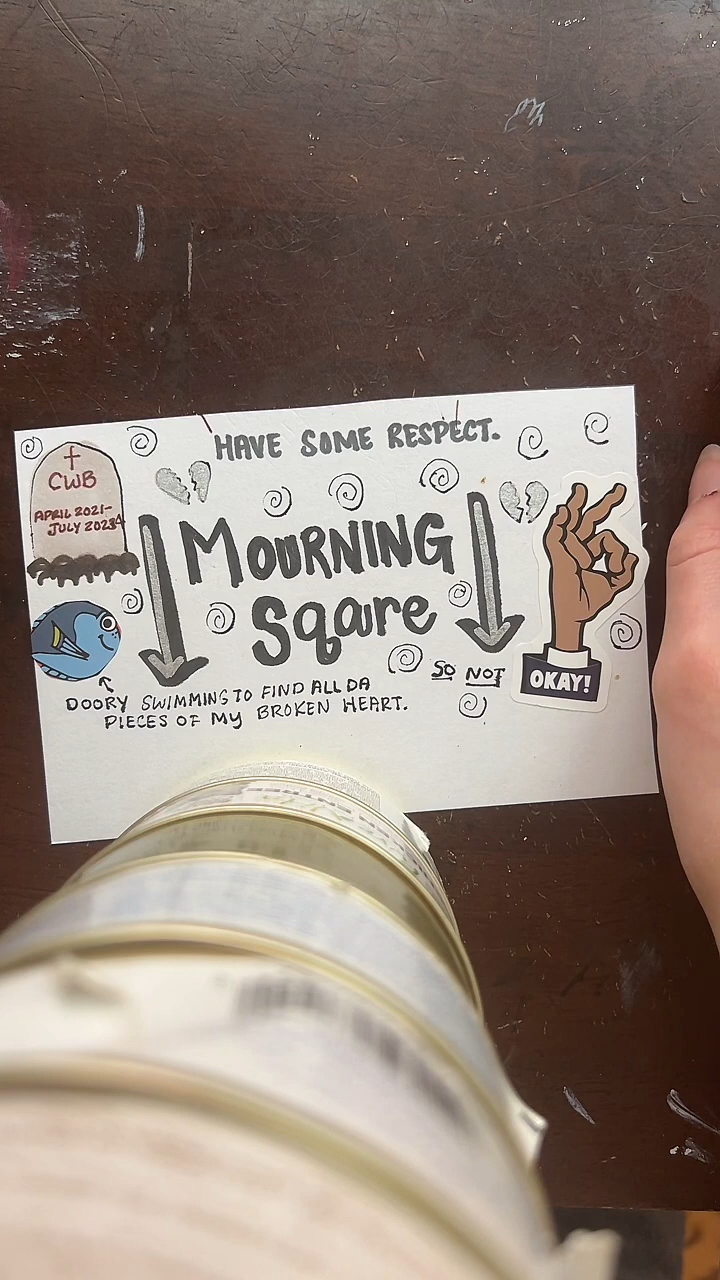 HAVE SOME RESPECT.
CWB
APRIL 2021-
JULY 2024
MOURNING
Sqare
SO NOT
OKAY!
DOORY SWIMMING TO FIND ALL DA
PIECES OF MY BROKEN HEART.